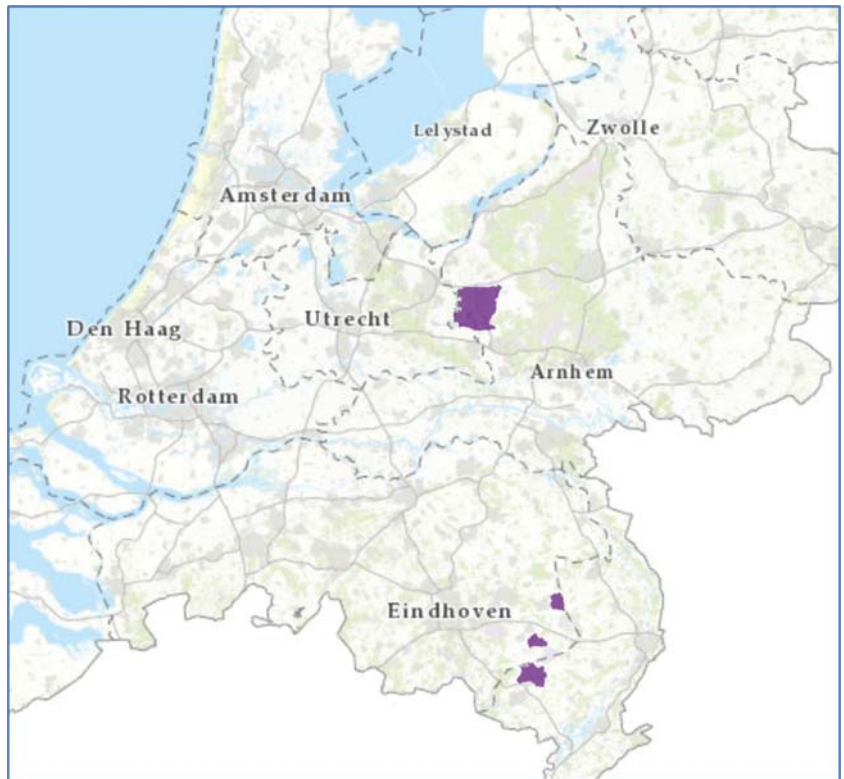 Lelystad
Zwolle
Amsterdam
Den Haag
Utrecht
Arnhem
Rotterdam
Eindhoven